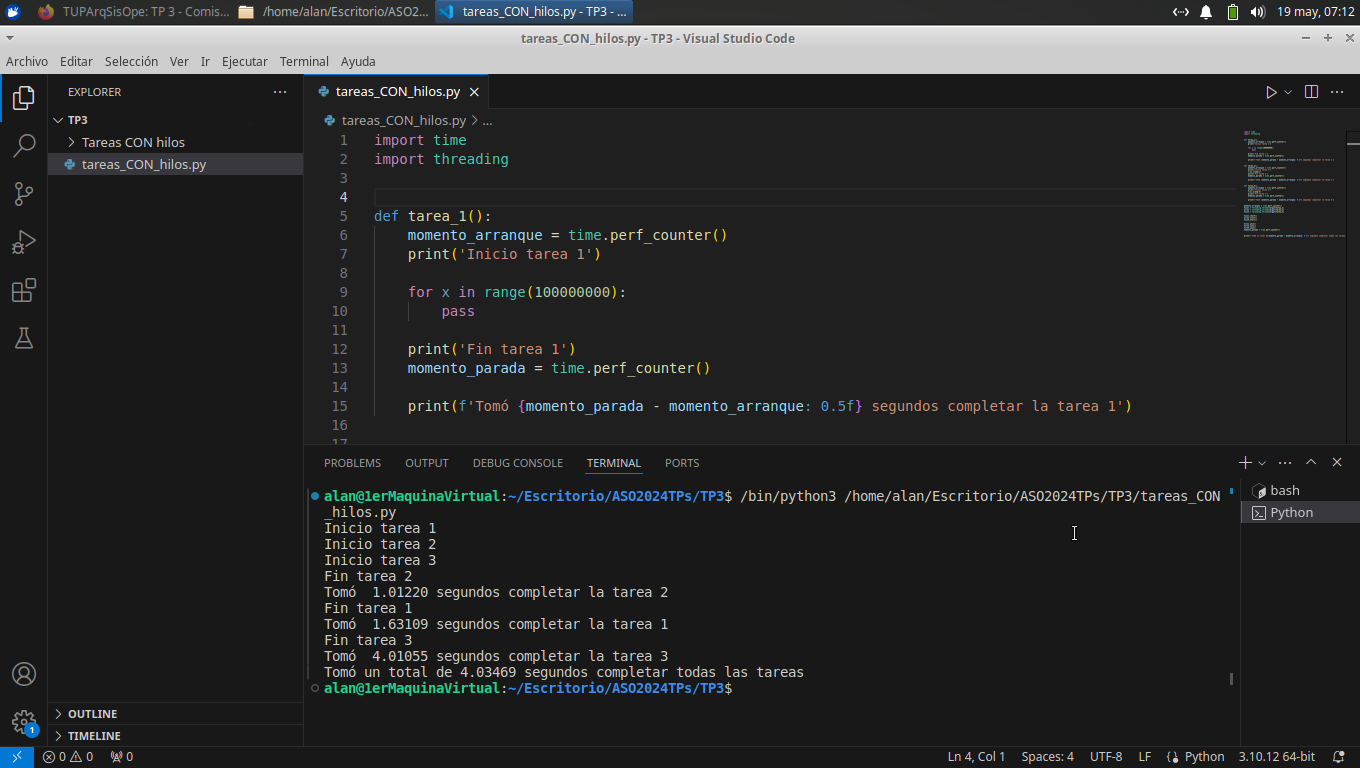 TUPArqSisOpe: TP 3 - Comis... /home/alan/Escritorio/ASO2... tareas_CON_hilos.py - TP3 - ... 19 may, 07:12
tareas_CON_hilos.py - TP3 - Visual Studio Code
Archivo Editar Selección Ver Ir Ejecutar Terminal Ayuda
EXPLORER
TP3
Tareas CON hilos
tareas_CON_hilos.py
OUTLINE
TIMELINE
tareas_CON_hilos.py
tareas_CON_hilos.py > ...
1 import time
2 import threading
3
4
5 def tarea_1():
6 momento_arranque = time.perf_counter()
7 print('Inicio tarea 1')
8
9 for x in range(100000000):
10 pass
11
12 print('Fin tarea 1')
13 momento_parada = time.perf_counter()
14
15 print(f'Tomó {momento_parada - momento_arranque: 0.5f} segundos completar la tarea 1')
16
17
PROBLEMS OUTPUT DEBUG CONSOLE TERMINAL PORTS
alan@1erMaquinaVirtual:~/Escritorio/ASO2024TPs/TP3$ /bin/python3 /home/alan/Escritorio/ASO2024TPs/TP3/tareas_CON
_hilos.py
Inicio tarea 1
Inicio tarea 2
Inicio tarea 3
Fin tarea 2
Tomó  1.01220 segundos completar la tarea 2
Fin tarea 1
Tomó  1.63109 segundos completar la tarea 1
Fin tarea 3
Tomó  4.01055 segundos completar la tarea 3
Tomó un total de 4.03469 segundos completar todas las tareas
alan@1erMaquinaVirtual:~/Escritorio/ASO2024TPs/TP3$
bash
Python
1
0 0 0 Ln 4, Col 1 Spaces: 4 UTF-8 LF Python 3.10.12 64-bit